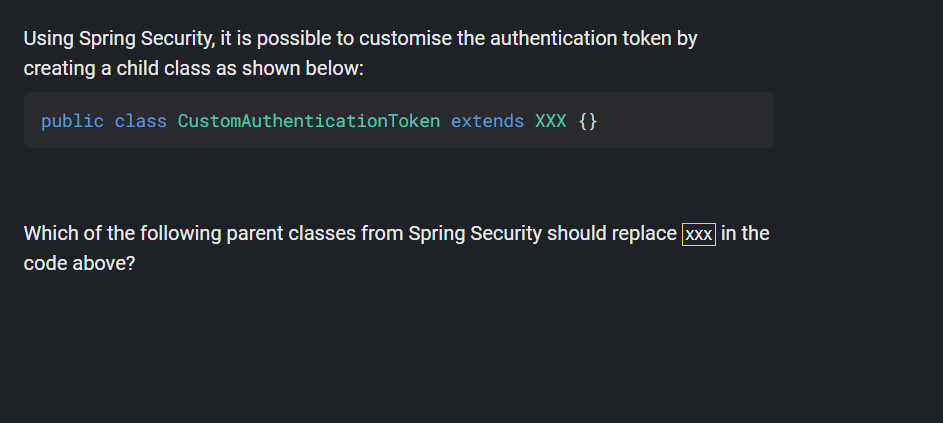 Using Spring Security, it is possible to customise the authentication token by
creating a child class as shown below:
public class CustomAuthenticationToken extends XXX {}
Which of the following parent classes from Spring Security should replace xxx in the
code above?